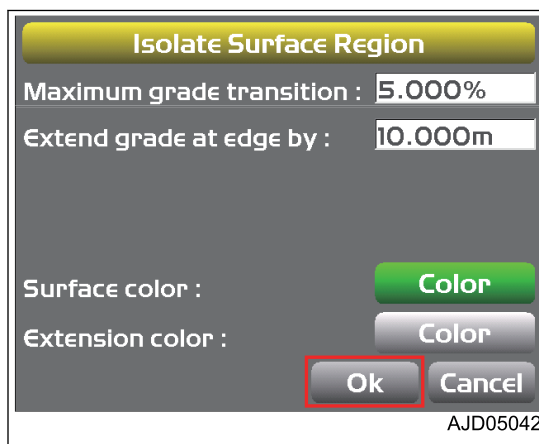 Isolate Surface Region
Maximum grade transition : 5.000%
Extend grade at edge by : 10.000m
Surface color : Color
Extension color : Color
Ok Cancel
AJD05042